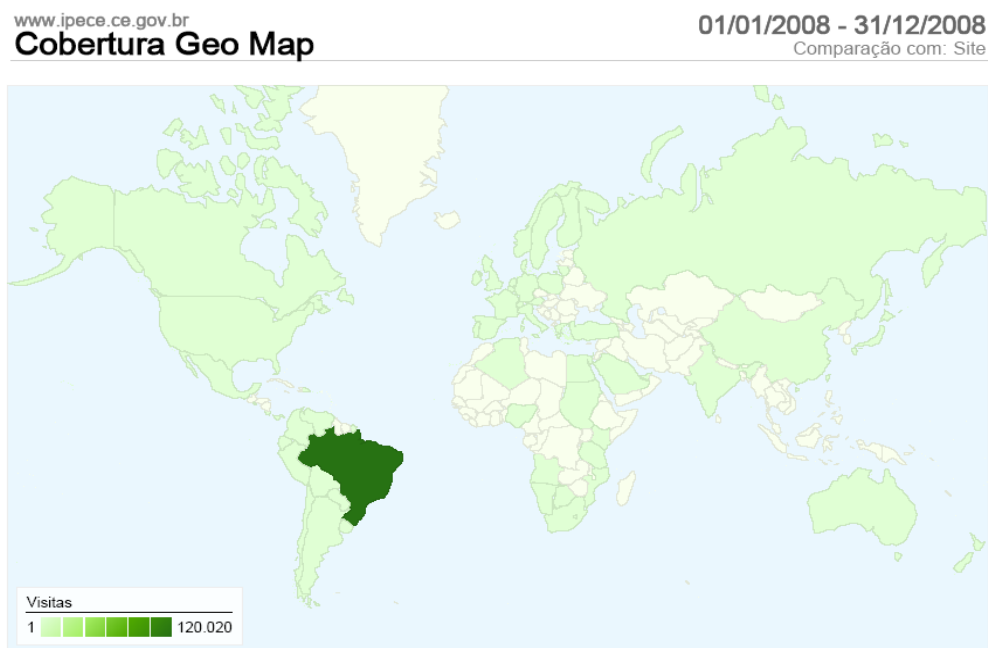 www.ipece.ce.gov.br
Cobertura Geo Map
01/01/2008 - 31/12/2008
Comparação com: Site
Visitas
1 120.020